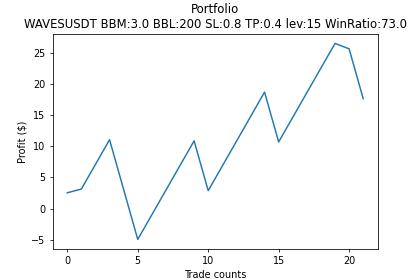 Portfolio
WAVESUSDT BBM:3.0 BBL:200 SL:0.8 TP:0.4 lev:15 WinRatio:73.0
25
20
15
10
5
0
−5
Profit ($)
0 5 10 15 20
Trade counts